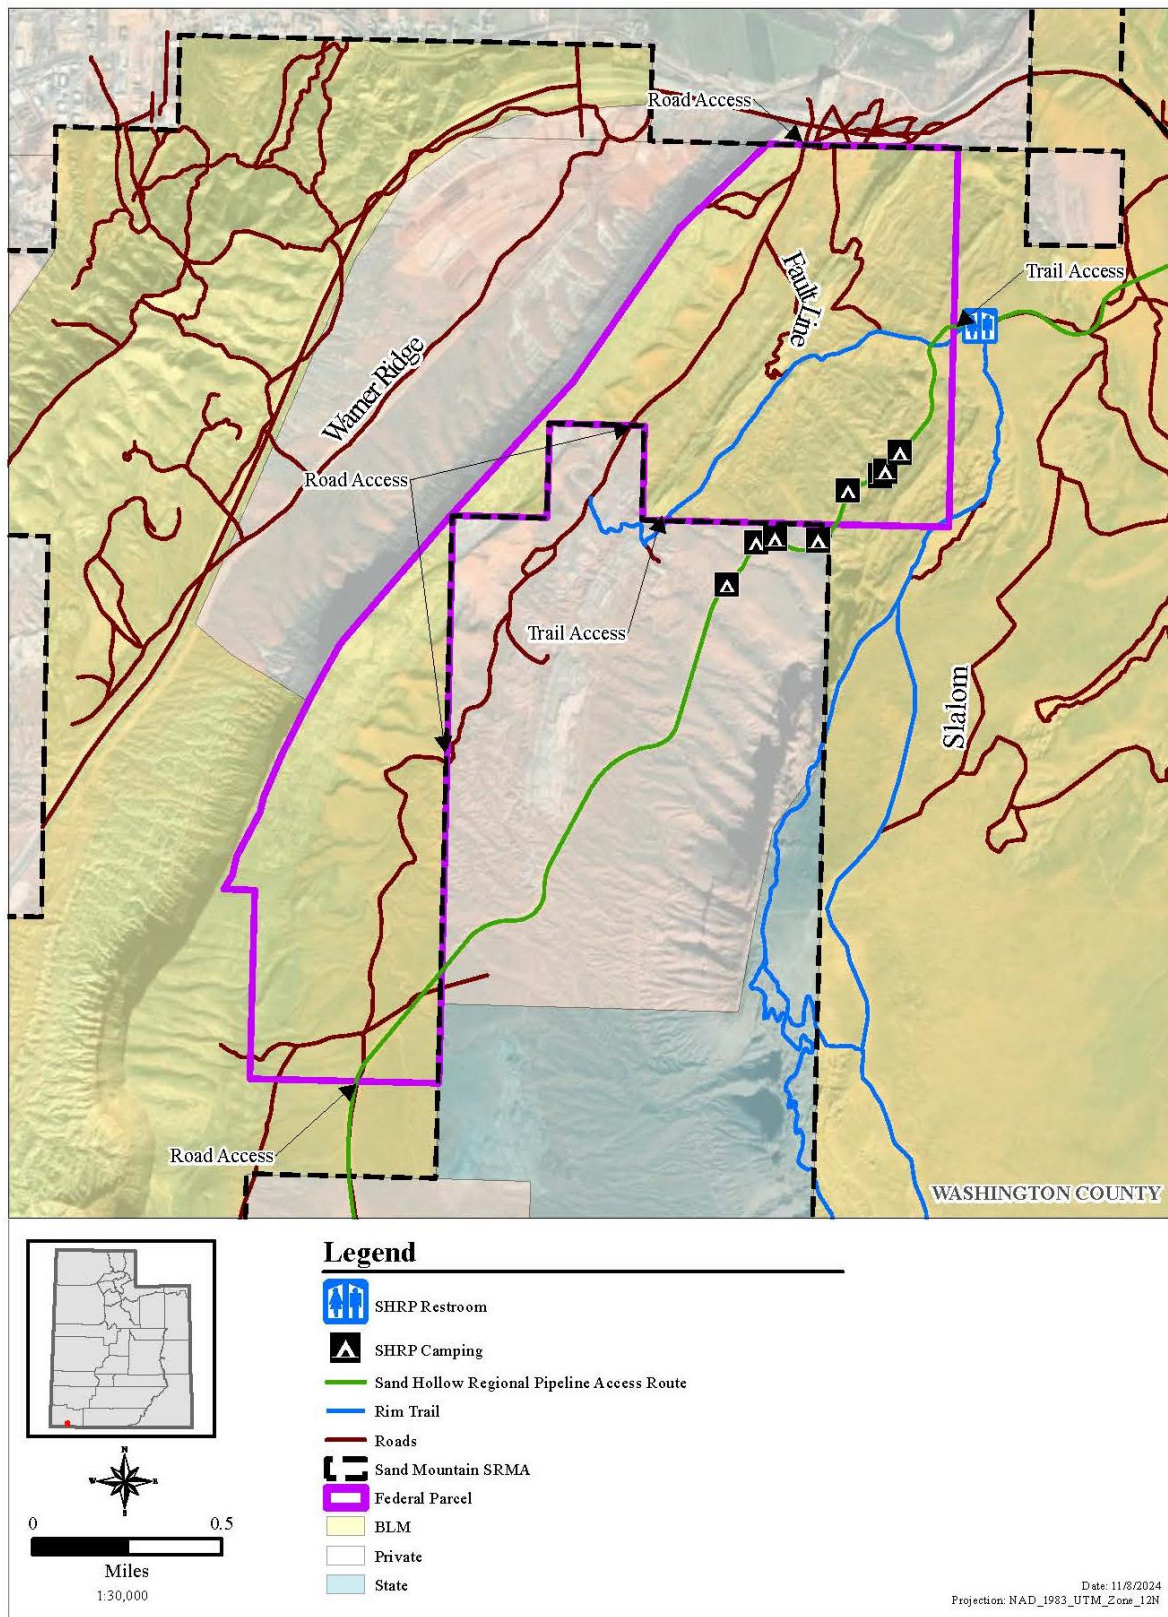 Road Access
Trail Access
Fault Line
Warner Ridge
Road Access
Trail Access
Slalom
Road Access
WASHINGTON COUNTY
Legend
SHRP Restroom
SHRP Camping
Sand Hollow Regional Pipeline Access Route
Rim Trail
Roads
Sand Mountain SRMA
Federal Parcel
BLM
Private
State
N
W E
S
0 0.5
Miles
1:30,000
Date: 11/8/2024
Projection: NAD_1983_UTM_Zone_12N